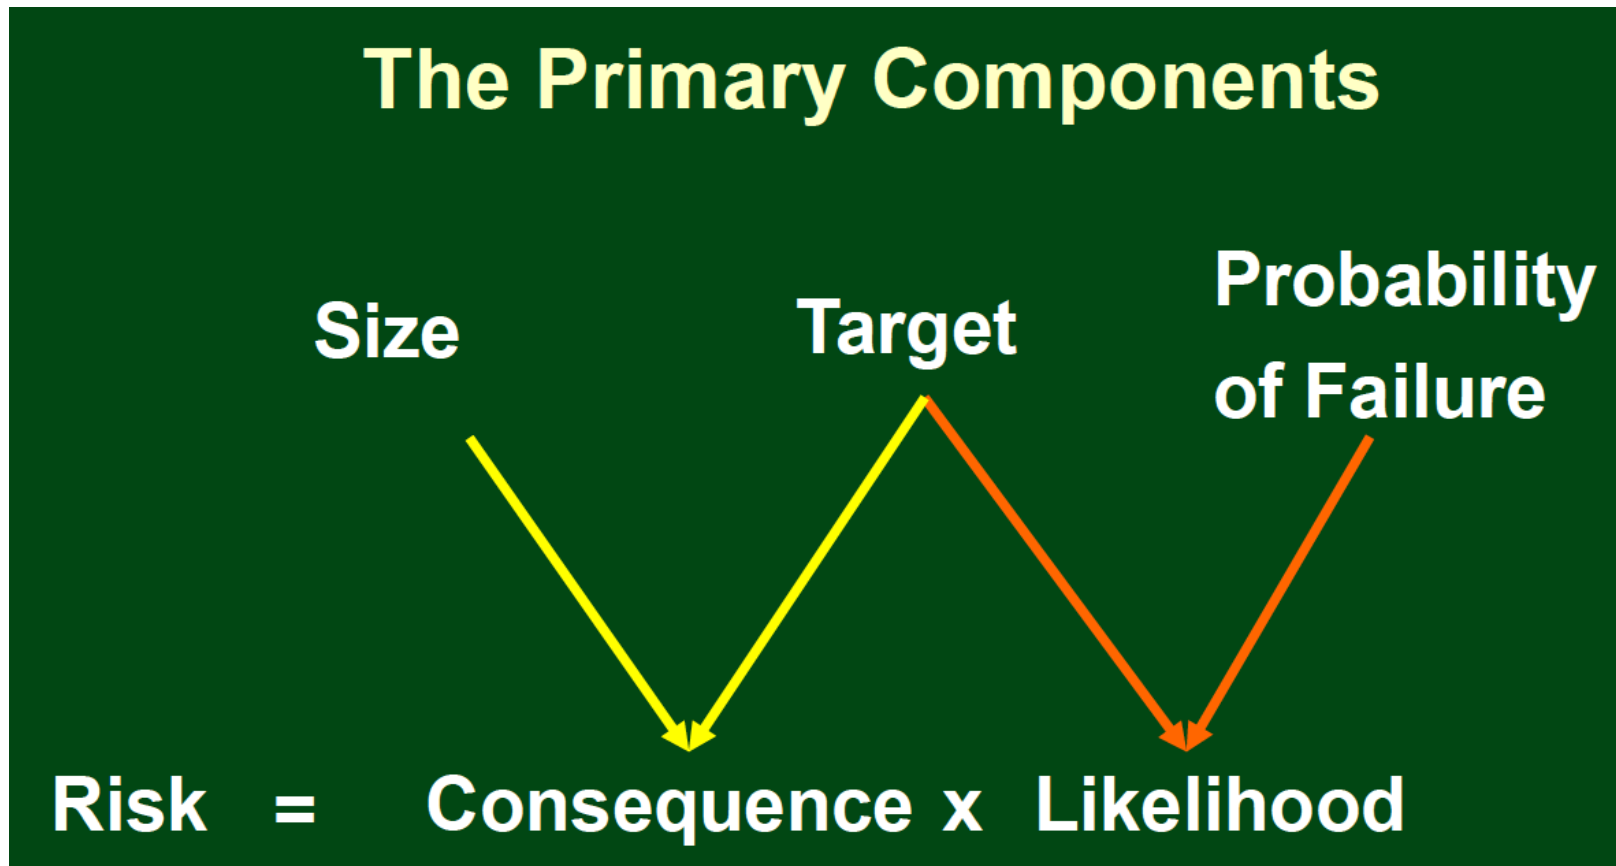 The Primary Components
Size
Target
Probability
of Failure
Risk = Consequence x Likelihood